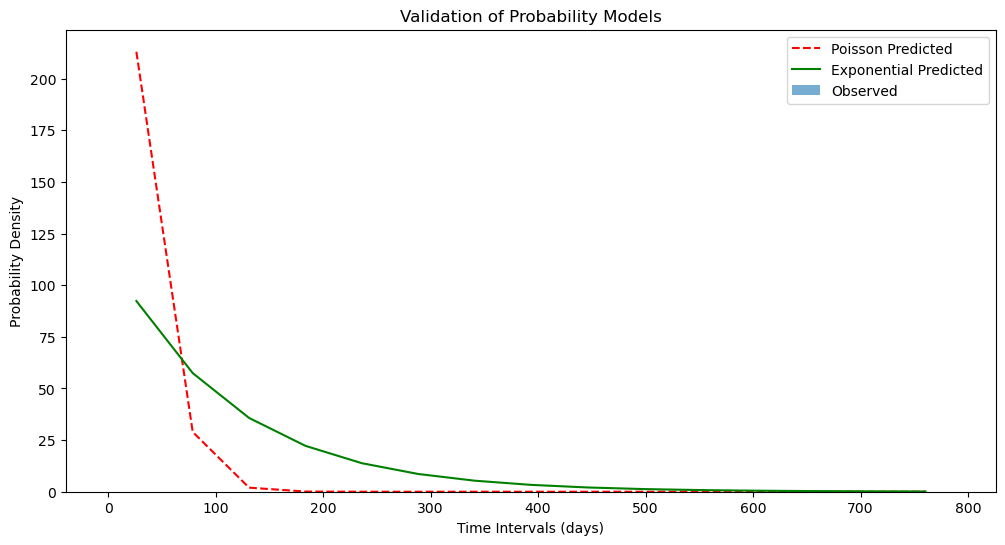 Validation of Probability Models
Poisson Predicted
Exponential Predicted
Observed
Probability Density
200
175
150
125
100
75
50
25
0
0 100 200 300 400 500 600 700 800
Time Intervals (days)